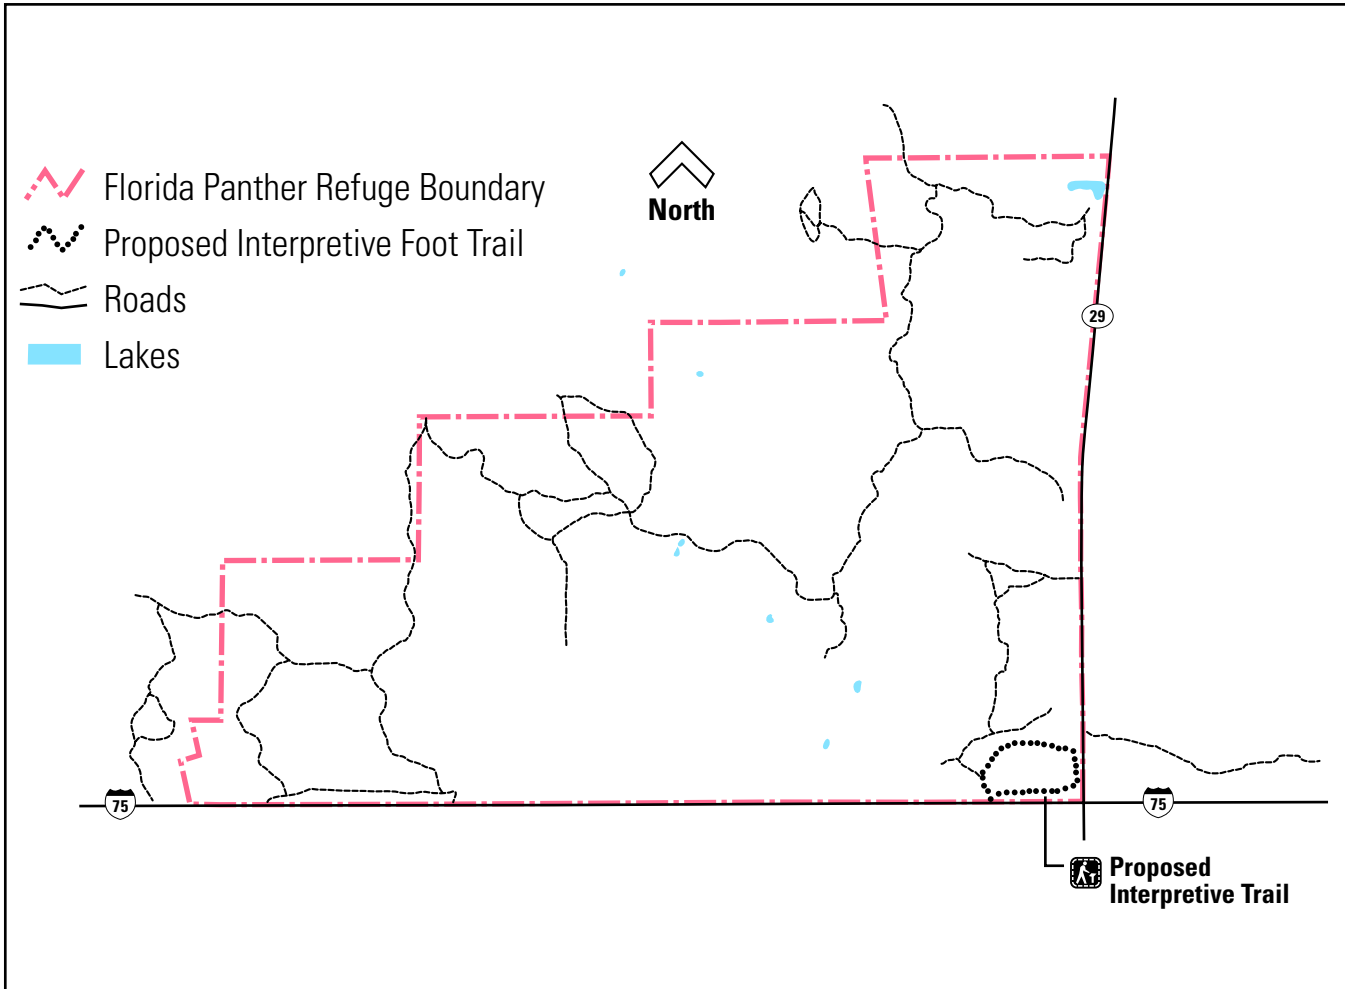 Florida Panther Refuge Boundary
Proposed Interpretive Foot Trail
Roads
Lakes
North
29
75
75
Proposed
Interpretive Trail